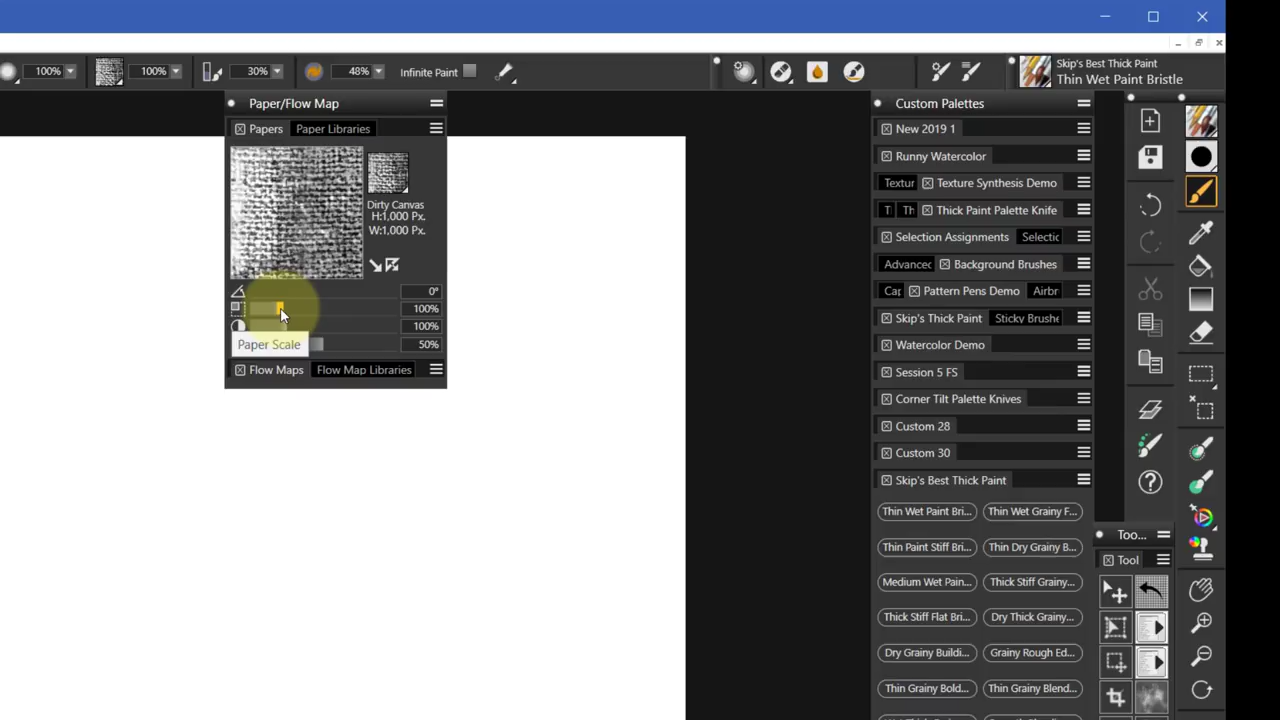 100%
100%
30%
48%
Infinite Paint
Skip's Best Thick Paint
Thin Wet Paint Bristle
Paper/Flow Map
Papers
Paper Libraries
Dirty Canvas
H:1,000 Px.
W:1,000 Px.
0°
100%
100%
50%
Paper Scale
Flow Maps
Flow Map Libraries
Custom Palettes
New 2019 1
Runny Watercolor
Textur
Texture Synthesis Demo
T
Th
Thick Paint Palette Knife
Selection Assignments
Selectic
Advanced
Background Brushes
Cap
Pattern Pens Demo
Airbr
Skip's Thick Paint
Sticky Brushe
Watercolor Demo
Session 5 FS
Corner Tilt Palette Knives
Custom 28
Custom 30
Skip's Best Thick Paint
Thin Wet Paint Bri...
Thin Wet Grainy F...
Thin Paint Stiff Bri...
Thin Dry Grainy B...
Medium Wet Pain...
Thick Stiff Grainy...
Thick Stiff Flat Bri...
Dry Thick Grainy...
Dry Grainy Buildi...
Grainy Rough Ed...
Thin Grainy Bold...
Thin Grainy Blend...
Too...
Tool